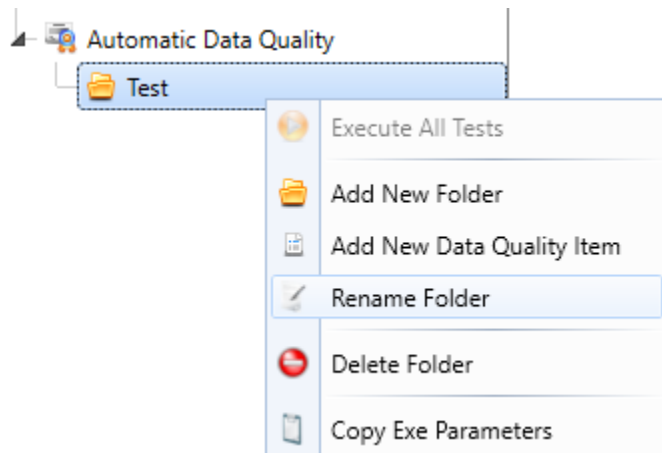 Automatic Data Quality
Test
Execute All Tests
Add New Folder
Add New Data Quality Item
Rename Folder
Delete Folder
Copy Exe Parameters